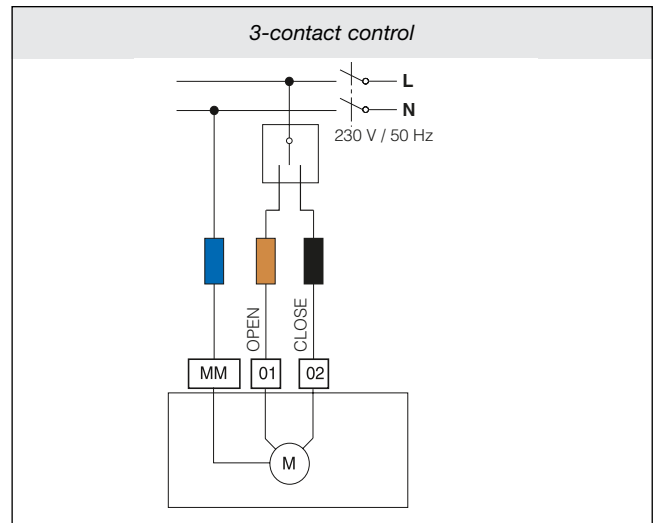 3-contact control
L
N
230 V / 50 Hz
OPEN
CLOSE
MM
01
02
M